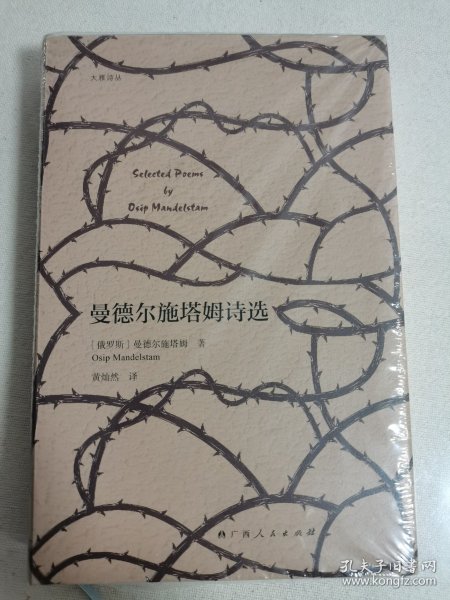 大雅诗丛
Selected Poems
by
Osip Mandelstam
曼德尔施塔姆诗选
［俄罗斯］曼德尔施塔姆 著
Osip Mandelstam
黄灿然 译
广西人民出版社
孔夫子旧书网
www.kongfz.com